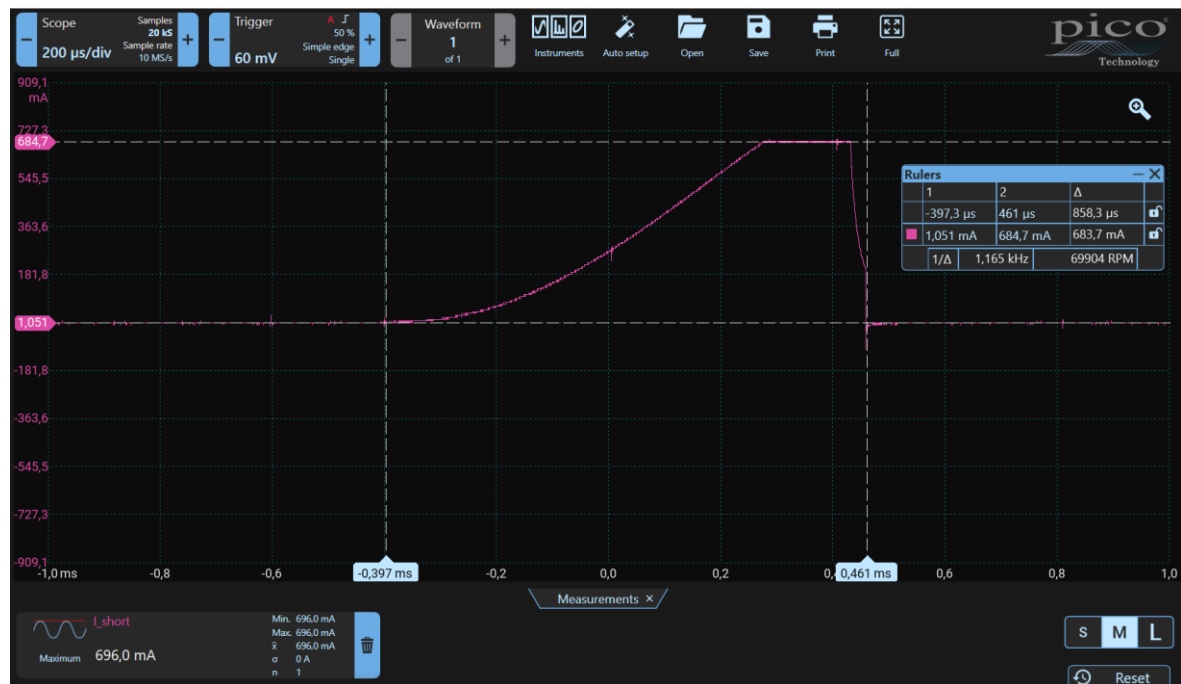 Scope
Samples
20 kS
200 µs/div
Sample rate
10 MS/s
Trigger
A
50 %
Simple edge
60 mV
Single
Waveform
1
of 1
Instruments
Auto setup
Open
Save
Print
Full
pico
Technology
909,1
mA
727,3
684,7
545,5
363,6
181,8
1,051
-181,8
-363,6
-545,5
-727,3
-909,1
Rulers
1 2 Δ
-397,3 µs 461 µs 858,3 µs
1,051 mA 684,7 mA 683,7 mA
1/Δ 1,165 kHz 69904 RPM
-1,0 ms -0,8 -0,6 -0,397 ms -0,2 0,0 0,2 0, 0,461 ms 0,6 0,8 1,0
Measurements ×
I_short
Maximum 696,0 mA
Min. 696,0 mA
Max. 696,0 mA
x̄ 696,0 mA
σ 0 A
n 1
S M L
Reset